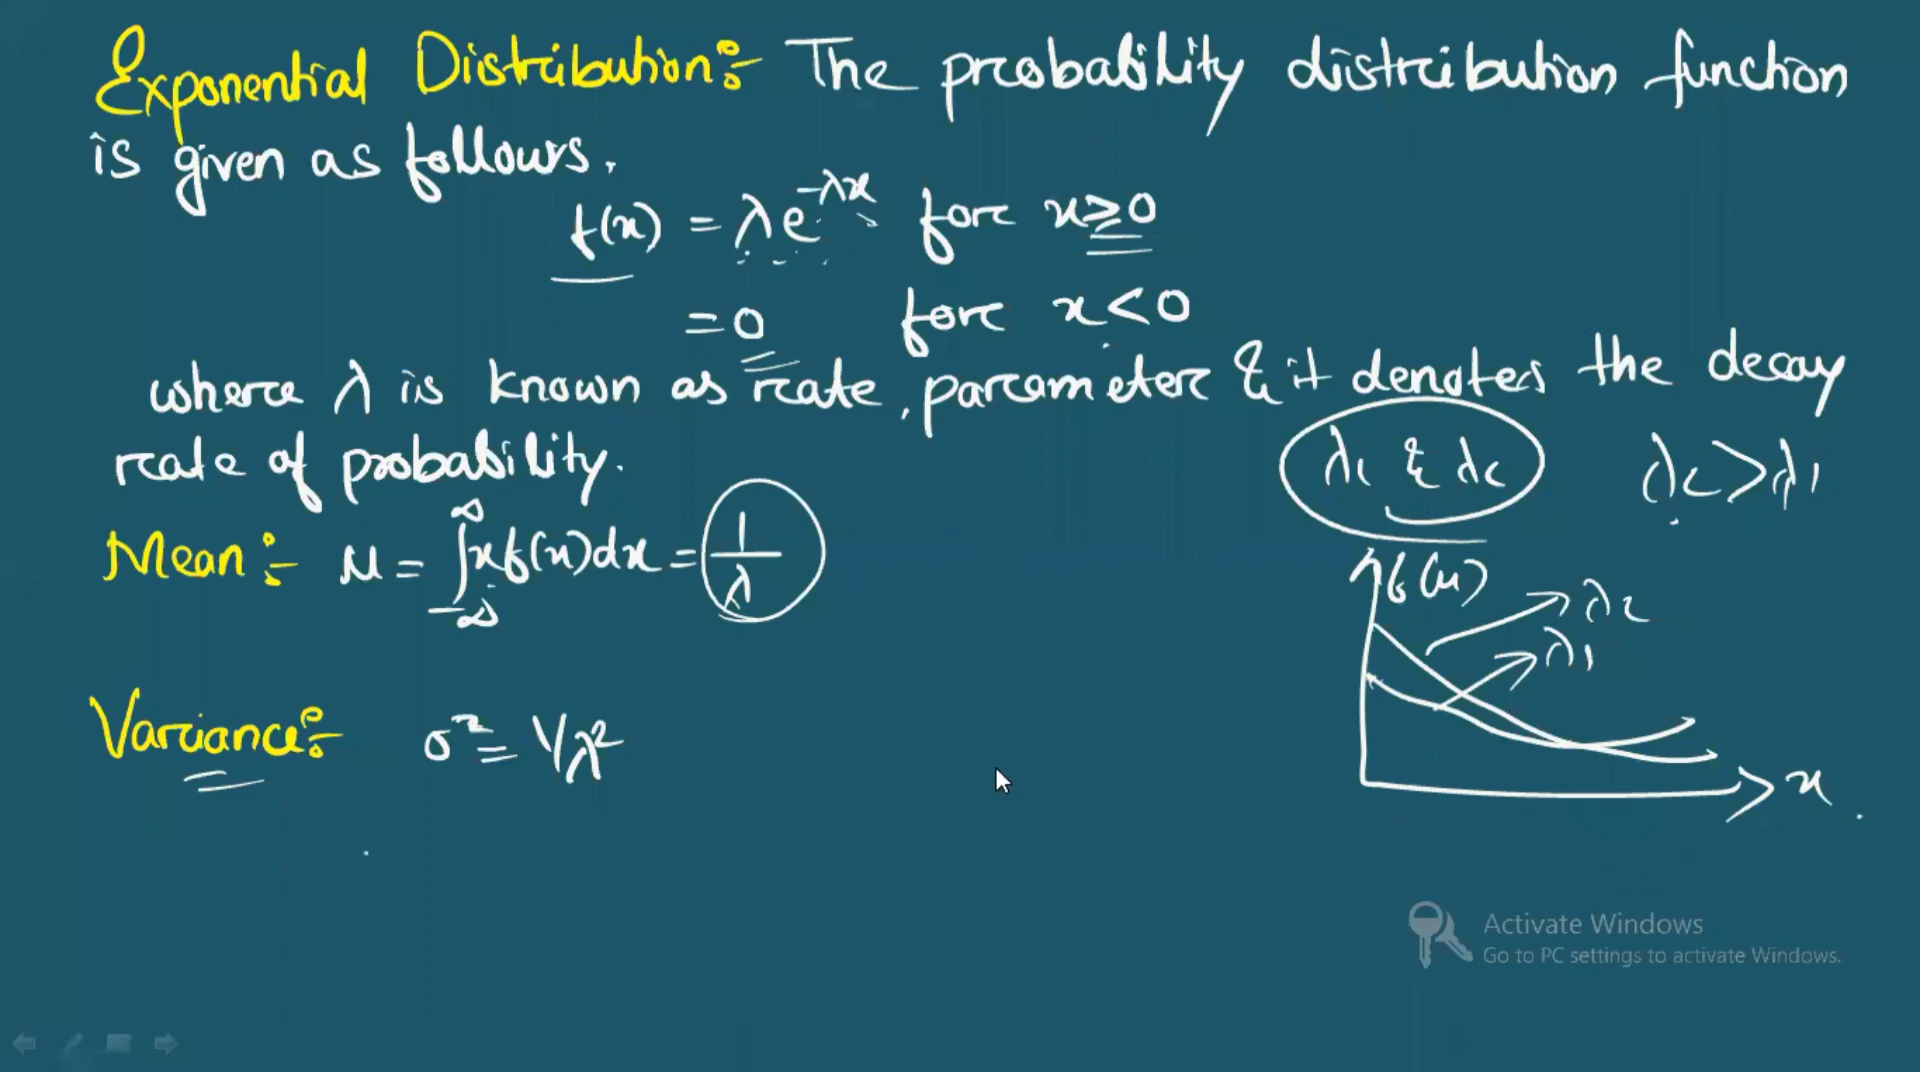 Exponential Distribution:- The probability distribution function
is given as follows.
f(x) = λe^{-λx} for x≥0
=0 for x<0
where λ is known as rate, parameter & it denotes the decay
rate of probability.
λ1 & λ2 λ2>λ1
Mean:- μ = ∫_{-∞}^{∞} xf(x)dx = 1/λ
f(x)
λ2
λ1
Variance:- σ² = 1/λ²
x
Activate Windows
Go to PC settings to activate Windows.